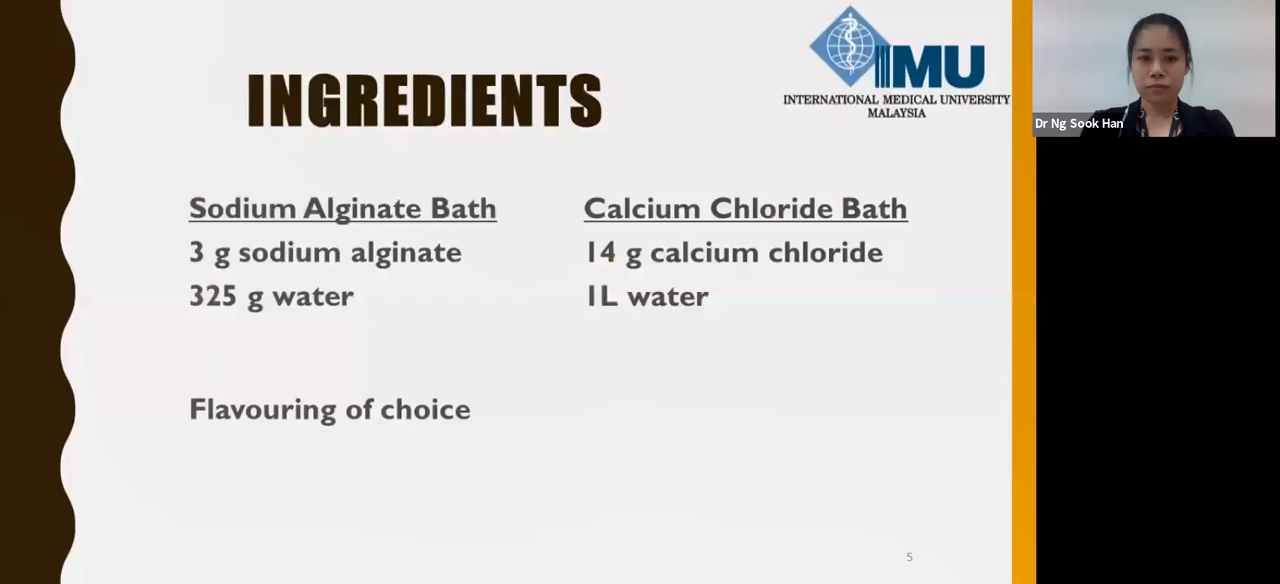 INGREDIENTS
IMU
INTERNATIONAL MEDICAL UNIVERSITY
MALAYSIA
Dr Ng Sook Han
Sodium Alginate Bath
3 g sodium alginate
325 g water
Calcium Chloride Bath
14 g calcium chloride
1L water
Flavouring of choice
5